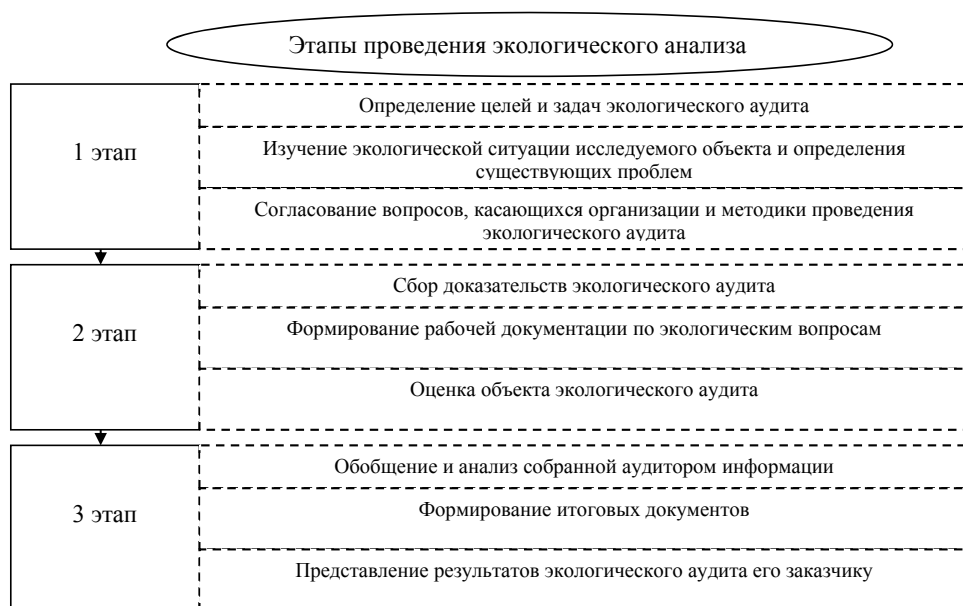 Этапы проведения экологического анализа
1 этап
Определение целей и задач экологического аудита
Изучение экологической ситуации исследуемого объекта и определения
существующих проблем
Согласование вопросов, касающихся организации и методики проведения
экологического аудита
2 этап
Сбор доказательств экологического аудита
Формирование рабочей документации по экологическим вопросам
Оценка объекта экологического аудита
3 этап
Обобщение и анализ собранной аудитором информации
Формирование итоговых документов
Представление результатов экологического аудита его заказчику